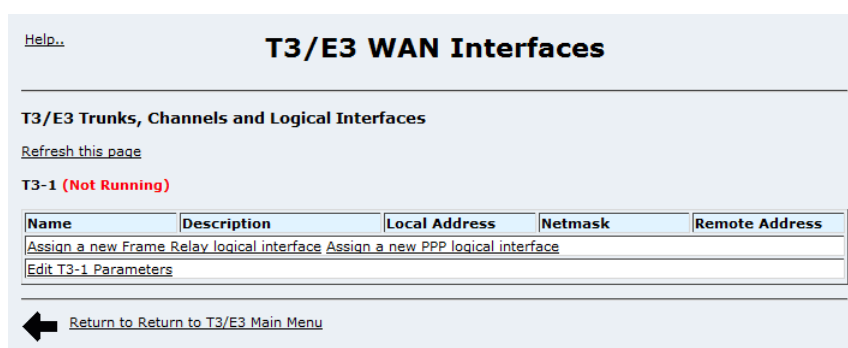 Help..
T3/E3 WAN Interfaces
T3/E3 Trunks, Channels and Logical Interfaces
Refresh this page
T3-1 (Not Running)
Name Description Local Address Netmask Remote Address
Assign a new Frame Relay logical interface Assign a new PPP logical interface
Edit T3-1 Parameters
Return to Return to T3/E3 Main Menu